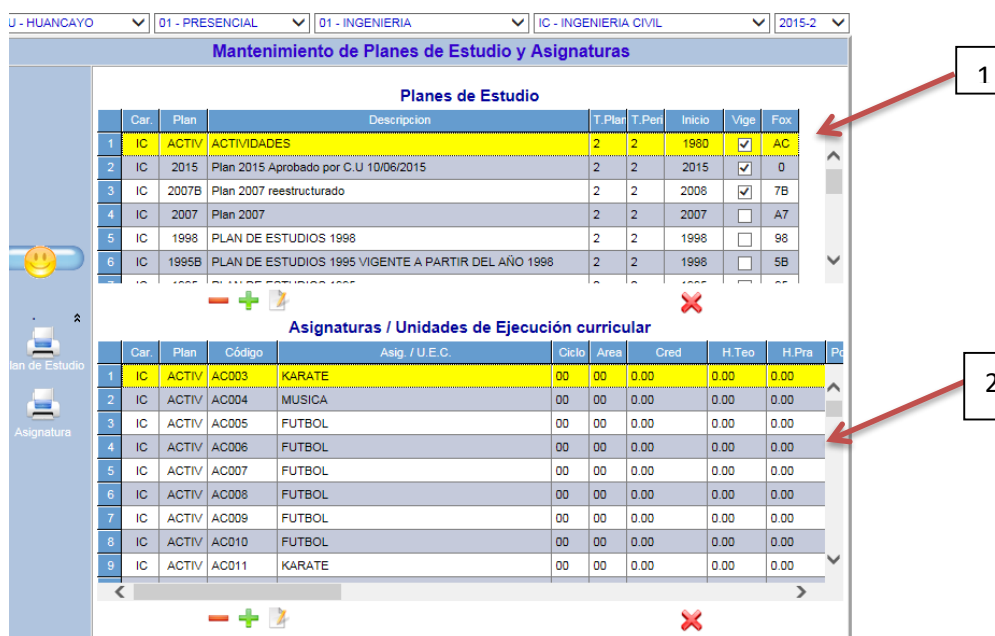 U - HUANCAYO 01 - PRESENCIAL 01 - INGENIERIA IC - INGENIERIA CIVIL 2015-2
Mantenimiento de Planes de Estudio y Asignaturas
1
Planes de Estudio
Car. Plan Descripcion T.Plan T.Peri Inicio Vige Fox
1 IC ACTIV ACTIVIDADES 2 2 1980 AC
2 IC 2015 Plan 2015 Aprobado por C.U 10/06/2015 2 2 2015 0
3 IC 2007B Plan 2007 reestructurado 2 2 2008 7B
4 IC 2007 Plan 2007 2 2 2007 A7
5 IC 1998 PLAN DE ESTUDIOS 1998 2 2 1998 98
6 IC 1995B PLAN DE ESTUDIOS 1995 VIGENTE A PARTIR DEL AÑO 1998 2 2 1998 5B
Asignaturas / Unidades de Ejecución curricular
Car. Plan Código Asig. / U.E.C. Ciclo Area Cred H.Teo H.Pra
1 IC ACTIV AC003 KARATE 00 00 0.00 0.00 0.00
2 IC ACTIV AC004 MUSICA 00 00 0.00 0.00 0.00
3 IC ACTIV AC005 FUTBOL 00 00 0.00 0.00 0.00
4 IC ACTIV AC006 FUTBOL 00 00 0.00 0.00 0.00
5 IC ACTIV AC007 FUTBOL 00 00 0.00 0.00 0.00
6 IC ACTIV AC008 FUTBOL 00 00 0.00 0.00 0.00
7 IC ACTIV AC009 FUTBOL 00 00 0.00 0.00 0.00
8 IC ACTIV AC010 FUTBOL 00 00 0.00 0.00 0.00
9 IC ACTIV AC011 KARATE 00 00 0.00 0.00 0.00
lan de Estudio
Asignatura
2